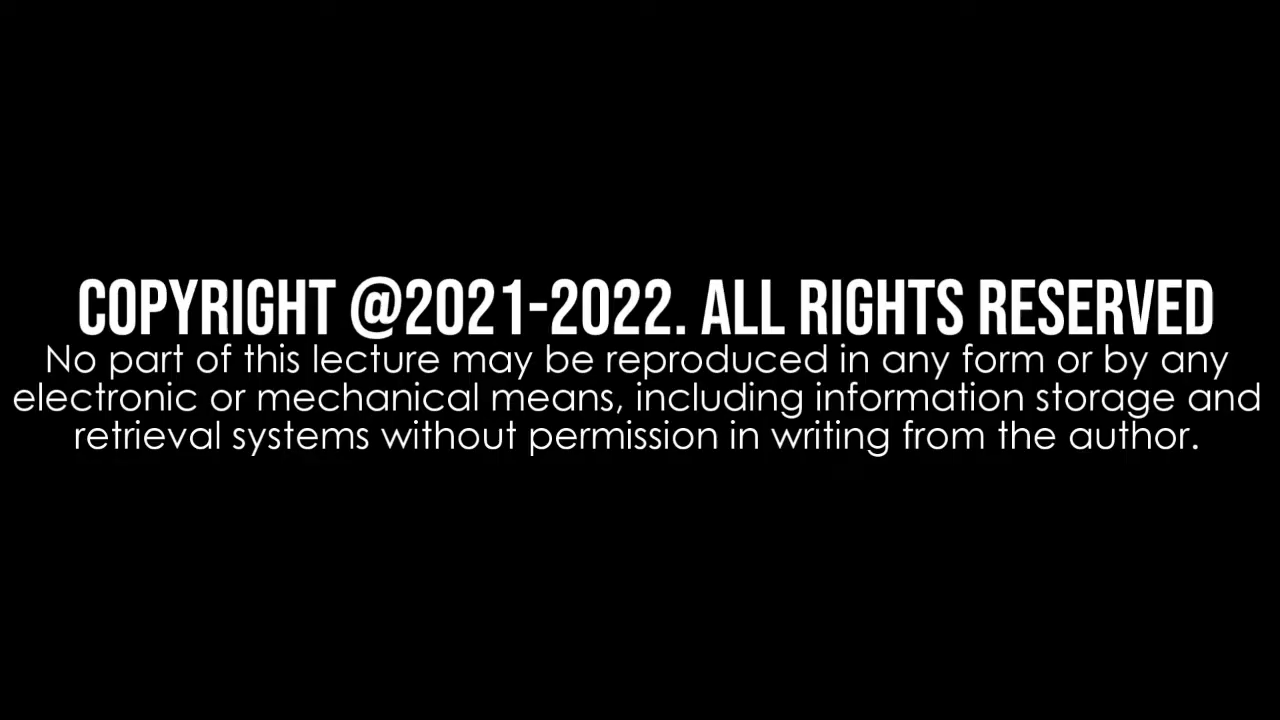 COPYRIGHT @2021-2022. ALL RIGHTS RESERVED
No part of this lecture may be reproduced in any form or by any
electronic or mechanical means, including information storage and
retrieval systems without permission in writing from the author.